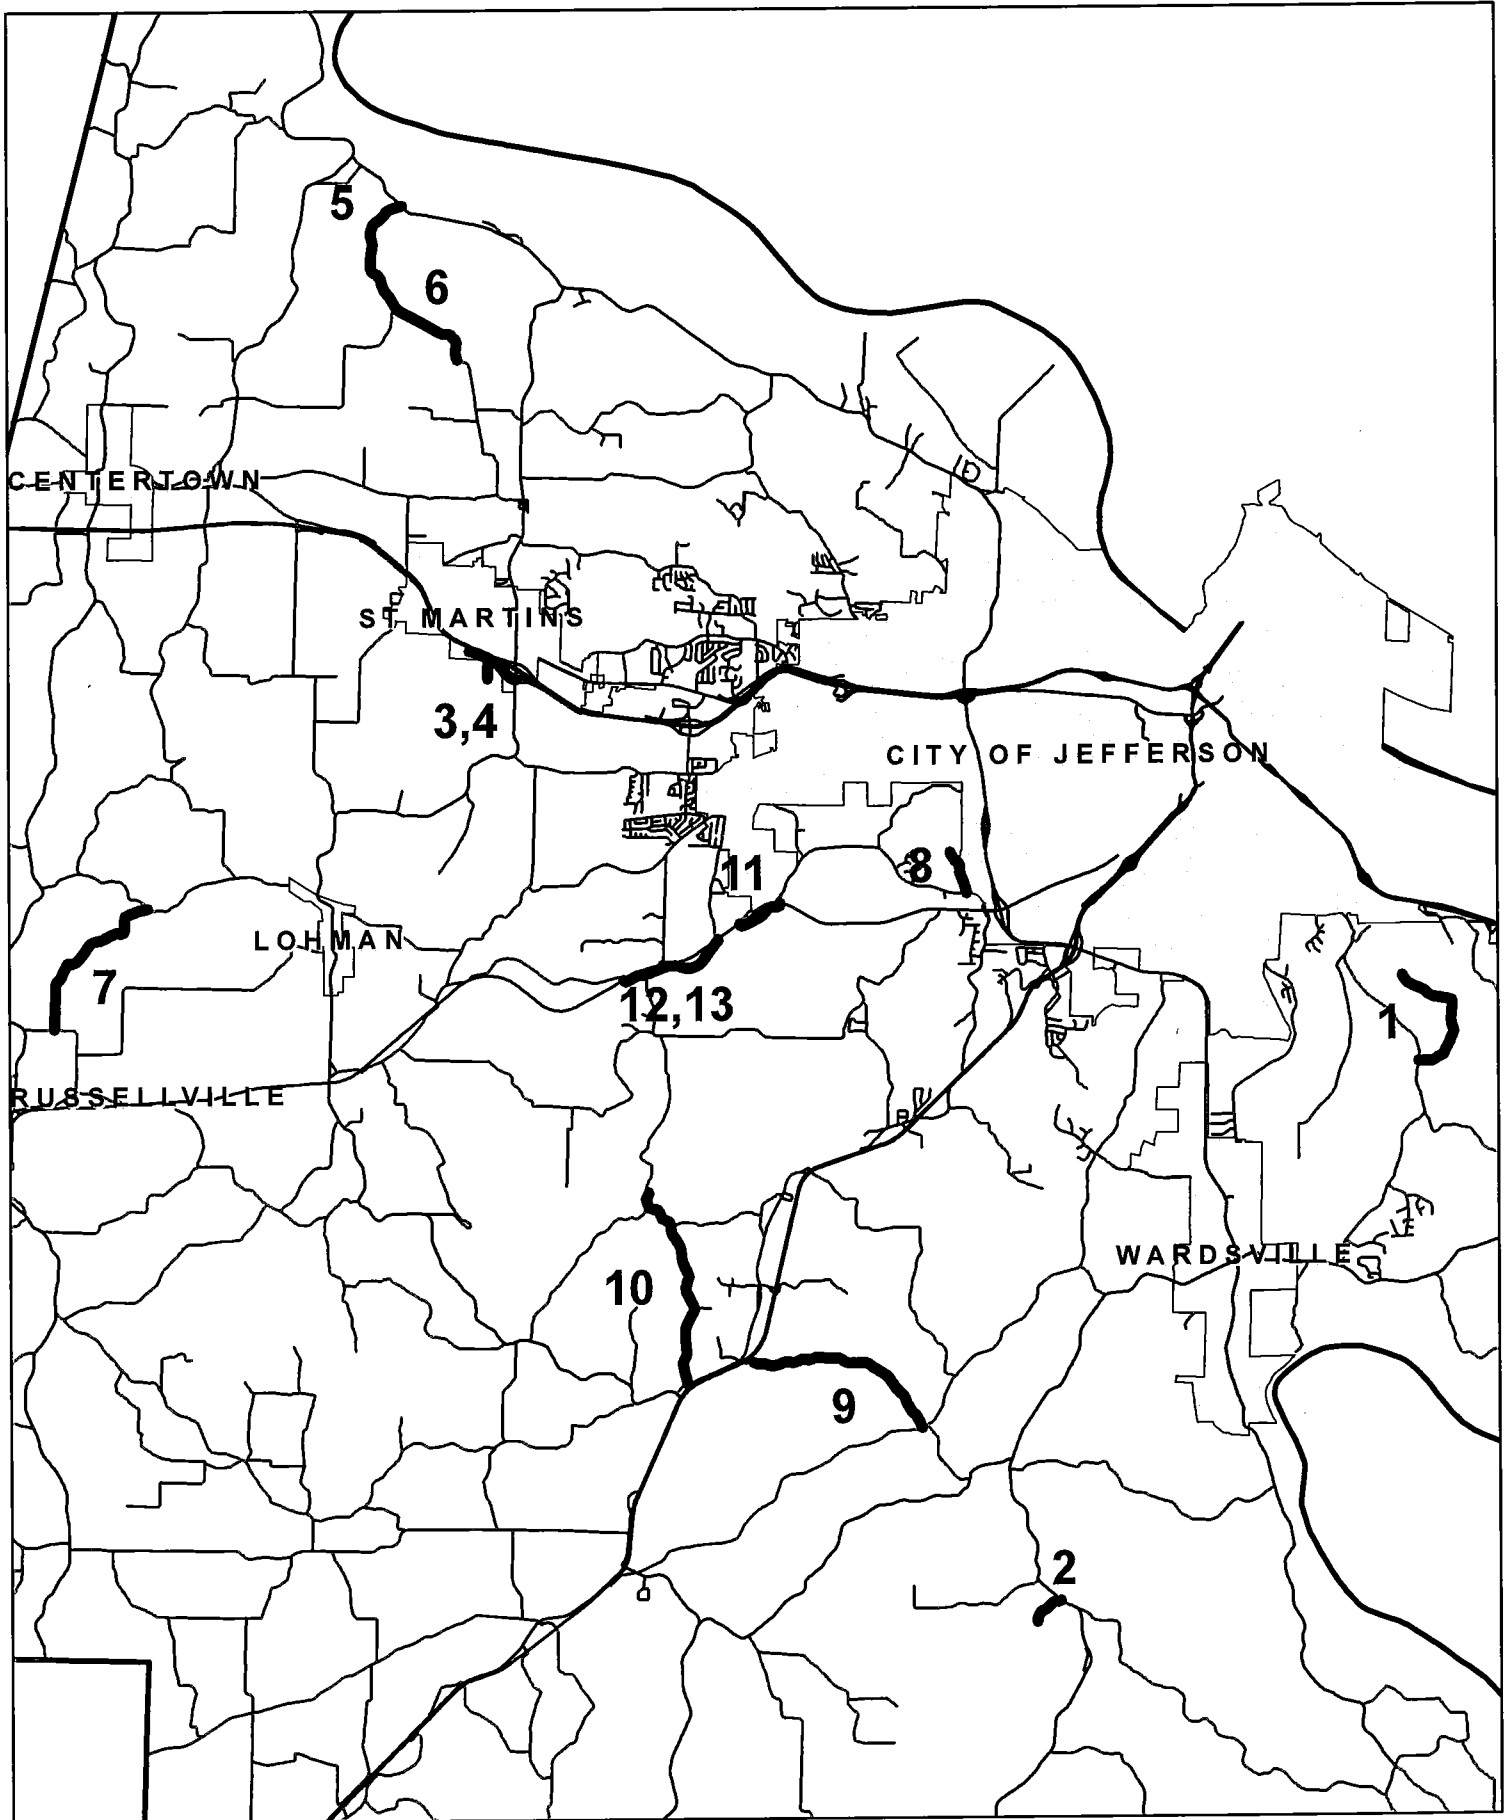 5
6
CENTERTOWN
ST MARTINS
3,4
CITY OF JEFFERSON
11
8
LOHMAN
7
12,13
1
RUSSELLVILLE
WARDSVILLE
10
9
2